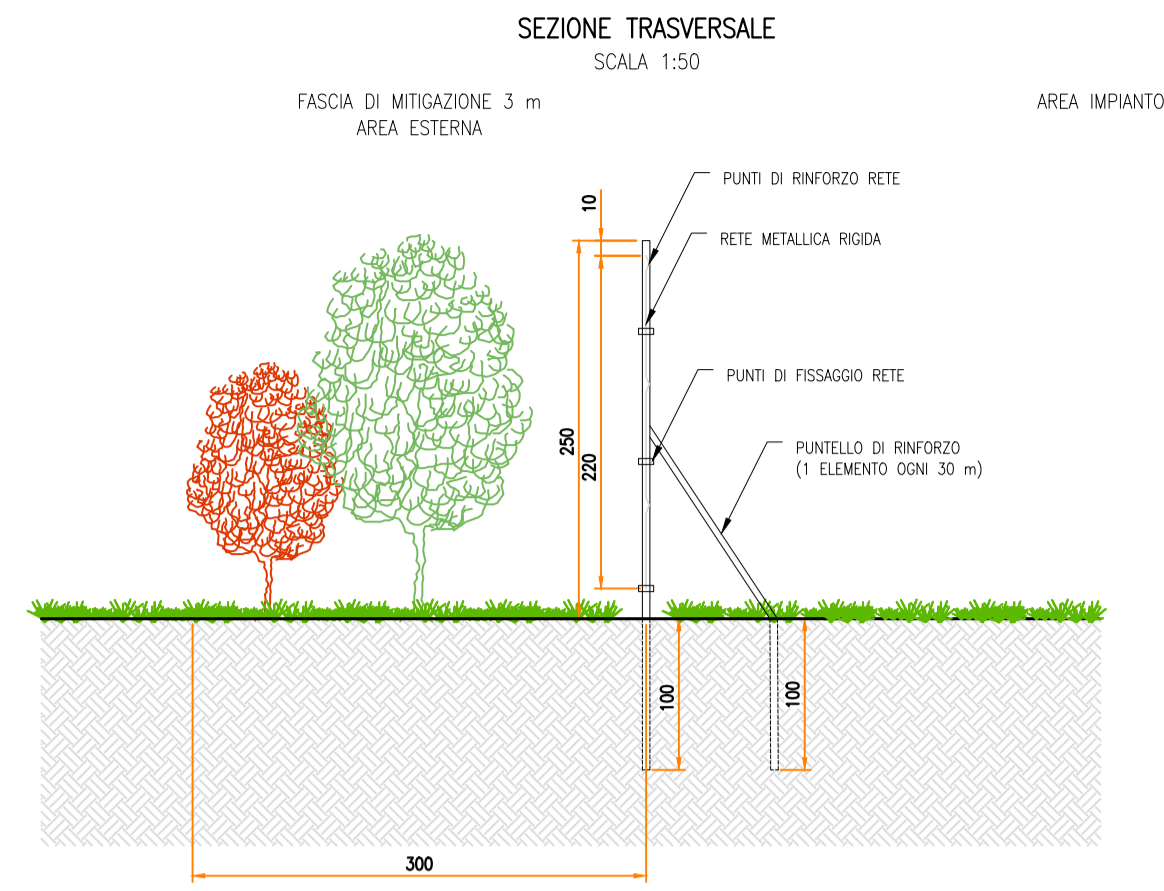 SEZIONE TRASVERSALE
SCALA 1:50
FASCIA DI MITIGAZIONE 3 m
AREA ESTERNA
AREA IMPIANTO
PUNTI DI RINFORZO RETE
10
RETE METALLICA RIGIDA
PUNTI DI FISSAGGIO RETE
250
220
PUNTELLO DI RINFORZO
(1 ELEMENTO OGNI 30 m)
100
100
300